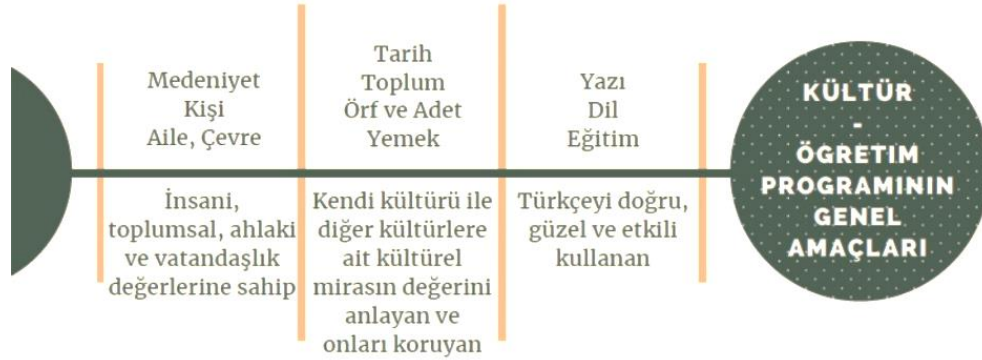 Medeniyet
Kişi
Aile, Çevre
Tarih
Toplum
Örf ve Adet
Yemek
Yazı
Dil
Eğitim
İnsani,
toplumsal, ahlaki
ve vatandaşlık
değerlerine sahip
Kendi kültürü ile
diğer kültürlere
ait kültürel
mirasın değerini
anlayan ve
onları koruyan
Türkçeyi doğru,
güzel ve etkili
kullanan
KÜLTÜR
-
ÖGRETIM
PROGRAMININ
GENEL
AMAÇLARI